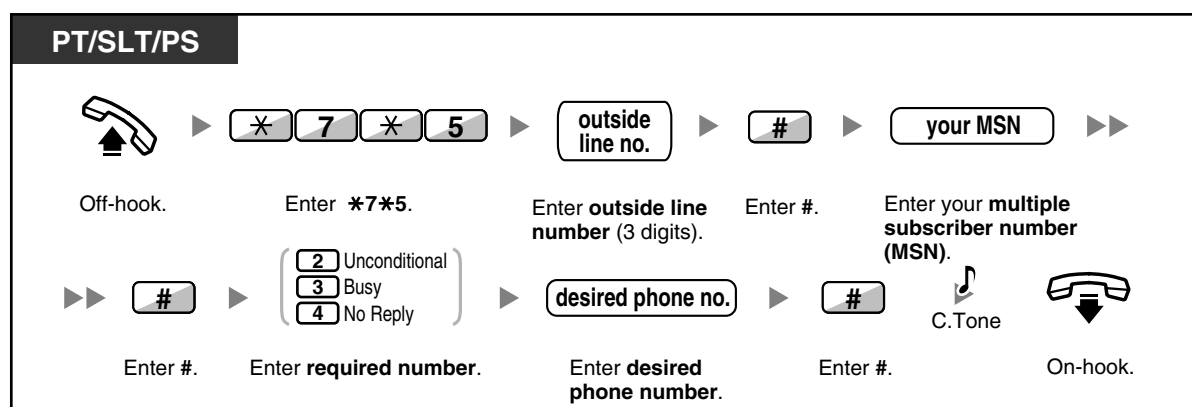 PT/SLT/PS
✳ 7 ✳ 5
outside
line no.
#
your MSN
Off-hook.
Enter ✳7✳5.
Enter outside line
number (3 digits).
Enter #.
Enter your multiple
subscriber number
(MSN).
#
2 Unconditional
3 Busy
4 No Reply
desired phone no.
#
C.Tone
Enter #.
Enter required number.
Enter desired
phone number.
Enter #.
On-hook.